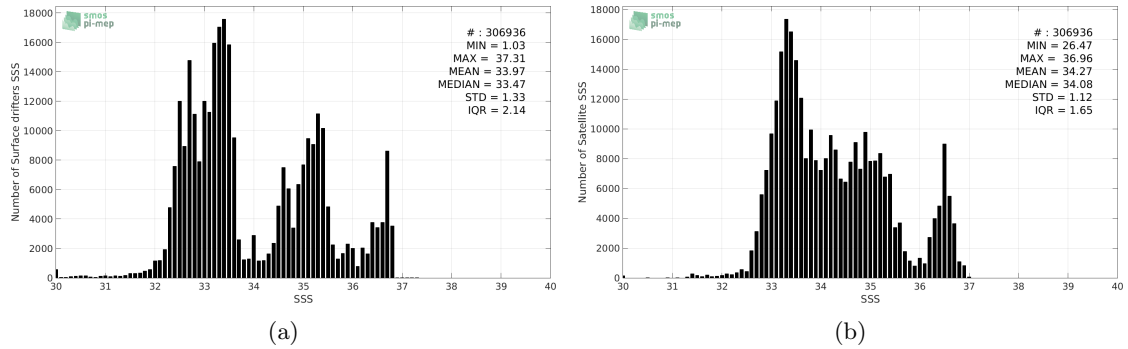 smos
pi-mep
# : 306936
MIN = 1.03
MAX = 37.31
MEAN = 33.97
MEDIAN = 33.47
STD = 1.33
IQR = 2.14
Number of Surface drifters SSS
18000
16000
14000
12000
10000
8000
6000
4000
2000
0
30 31 32 33 34 35 36 37 38 39 40
SSS
(a)
smos
pi-mep
# : 306936
MIN = 26.47
MAX = 36.96
MEAN = 34.27
MEDIAN = 34.08
STD = 1.12
IQR = 1.65
Number of Satellite SSS
18000
16000
14000
12000
10000
8000
6000
4000
2000
0
30 31 32 33 34 35 36 37 38 39 40
SSS
(b)